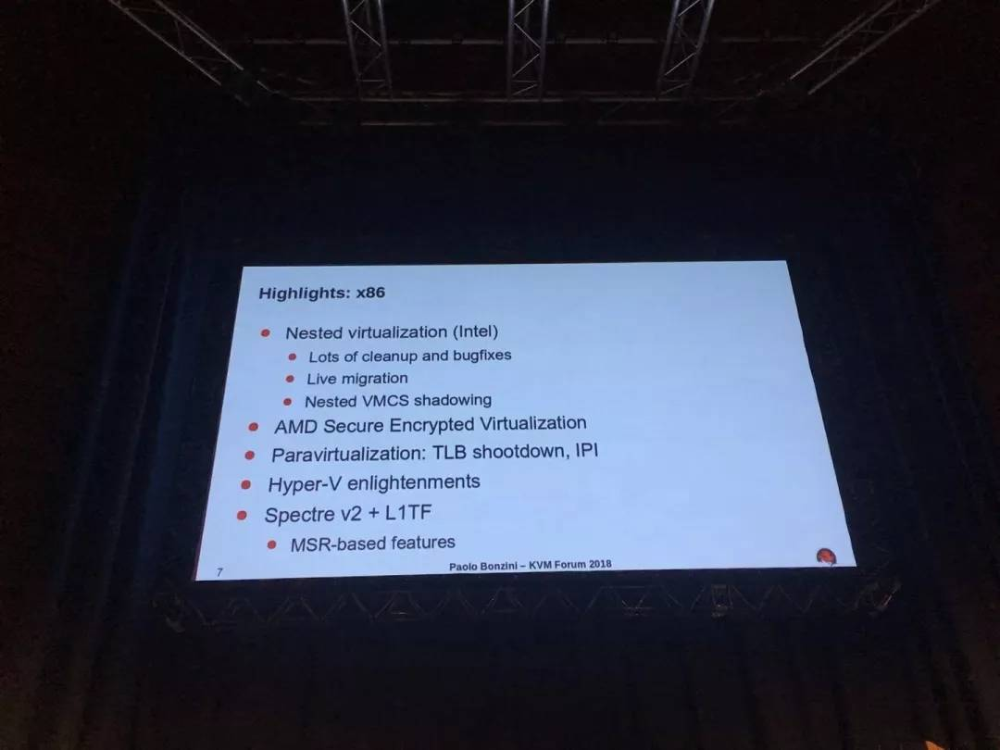 Highlights: x86
Nested virtualization (Intel)
Lots of cleanup and bugfixes
Live migration
Nested VMCS shadowing
AMD Secure Encrypted Virtualization
Paravirtualization: TLB shootdown, IPI
Hyper-V enlightenments
Spectre v2 + L1TF
MSR-based features
7
Paolo Bonzini – KVM Forum 2018